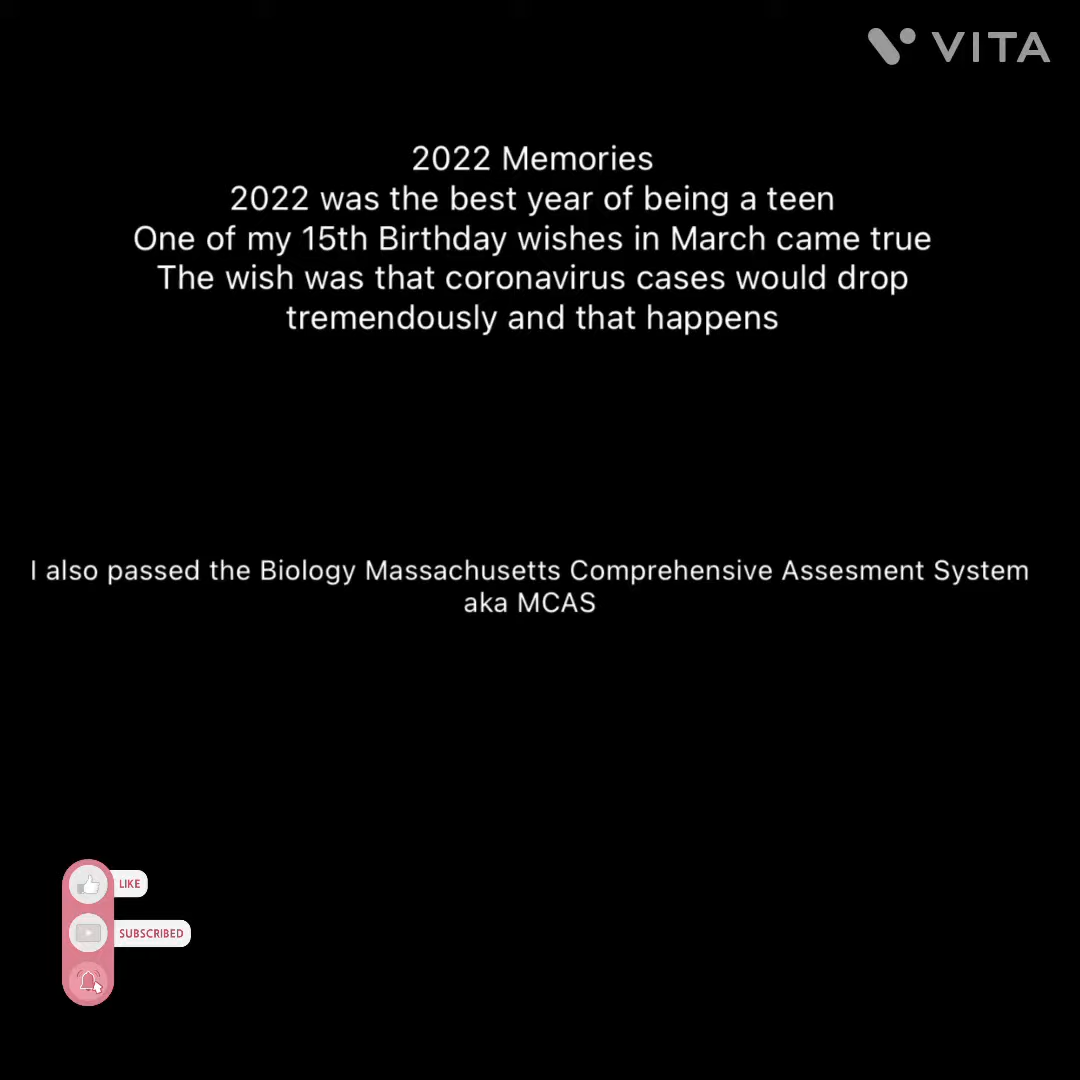 VITA
2022 Memories
2022 was the best year of being a teen
One of my 15th Birthday wishes in March came true
The wish was that coronavirus cases would drop
tremendously and that happens
I also passed the Biology Massachusetts Comprehensive Assesment System
aka MCAS
LIKE
SUBSCRIBED